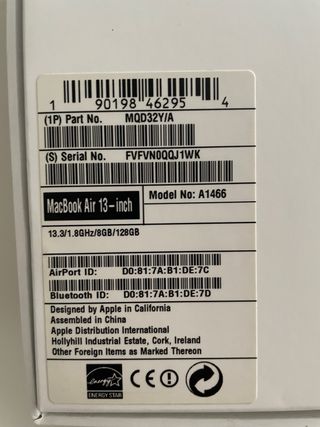 1 90198 46295 4
(1P) Part No. MQD32Y/A
(S) Serial No. FVFVN0QQJ1WK
MacBook Air 13-inch
Model No: A1466
13.3/1.8GHz/8GB/128GB
AirPort ID: D0:81:7A:B1:DE:7C
Bluetooth ID: D0:81:7A:B1:DE:7D
Designed by Apple in California
Assembled in China
Apple Distribution International
Hollyhill Industrial Estate, Cork, Ireland
Other Foreign Items as Marked Thereon
energy
ENERGY STAR
CE